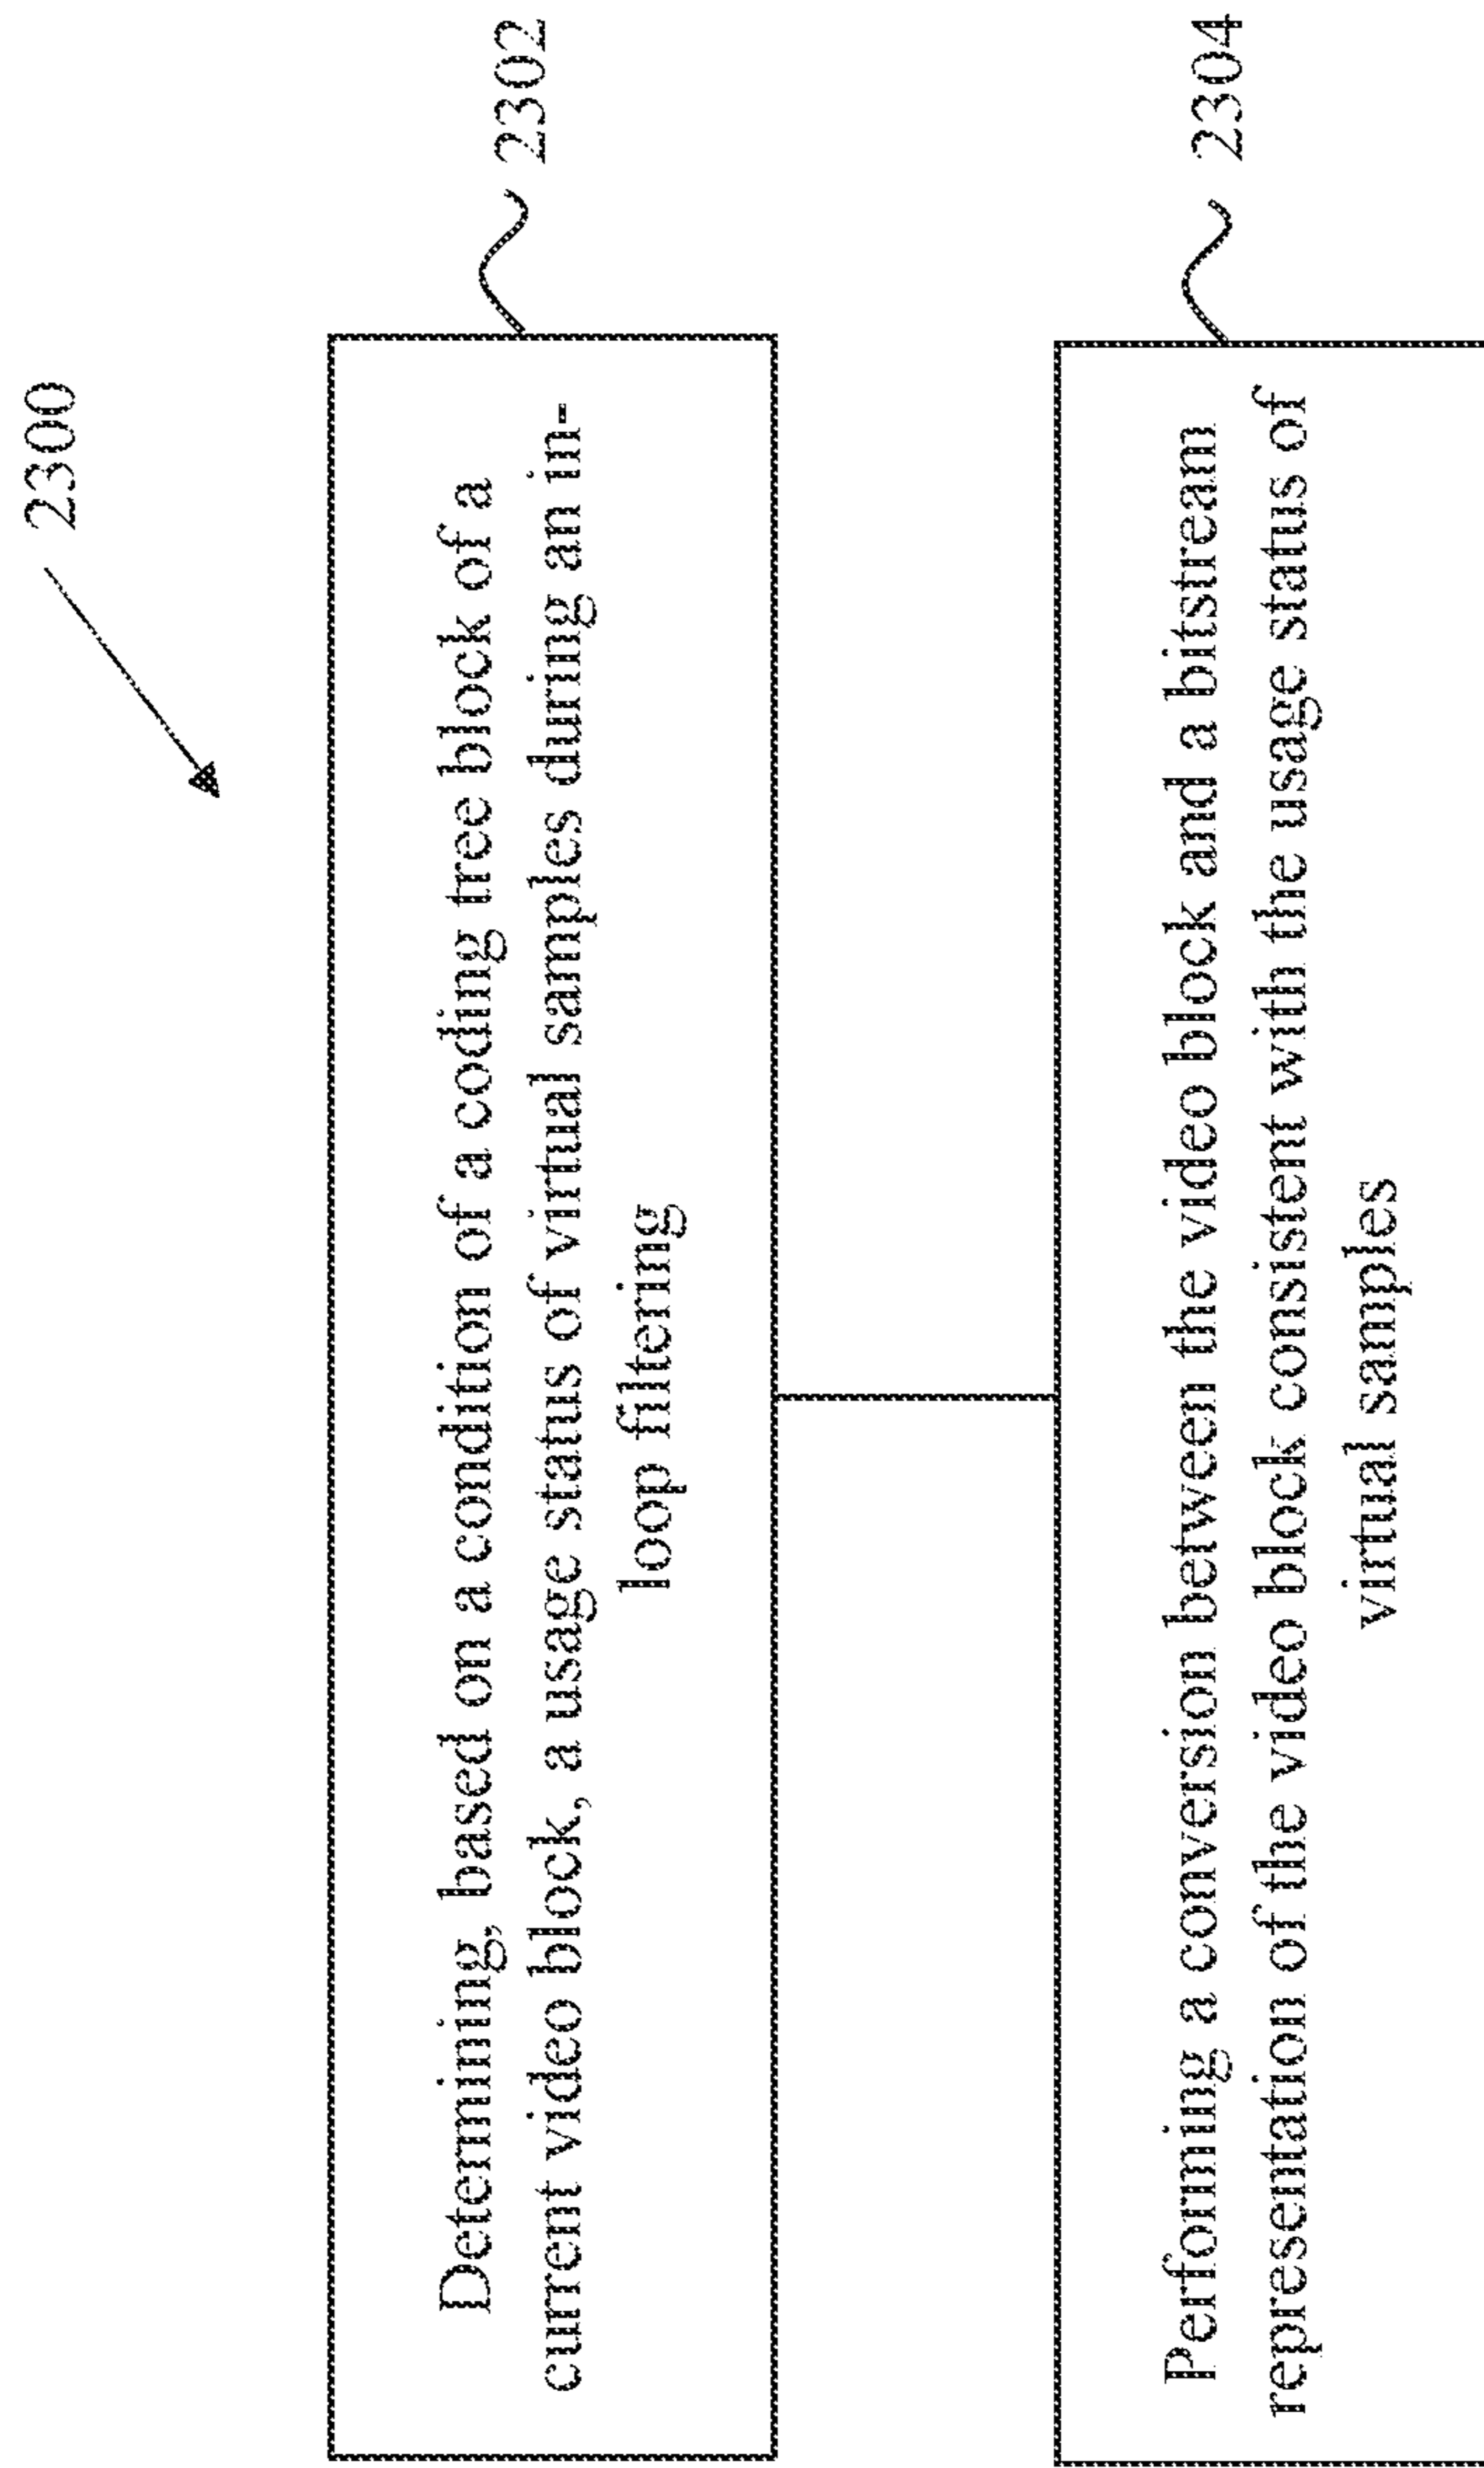 2300
Determining, based on a condition of a coding tree block of a
current video block, a usage status of virtual samples during an in-
loop filtering
2302
Performing a conversion between the video block and a bitstream
representation of the video block consistent with the usage status of
virtual samples
2304